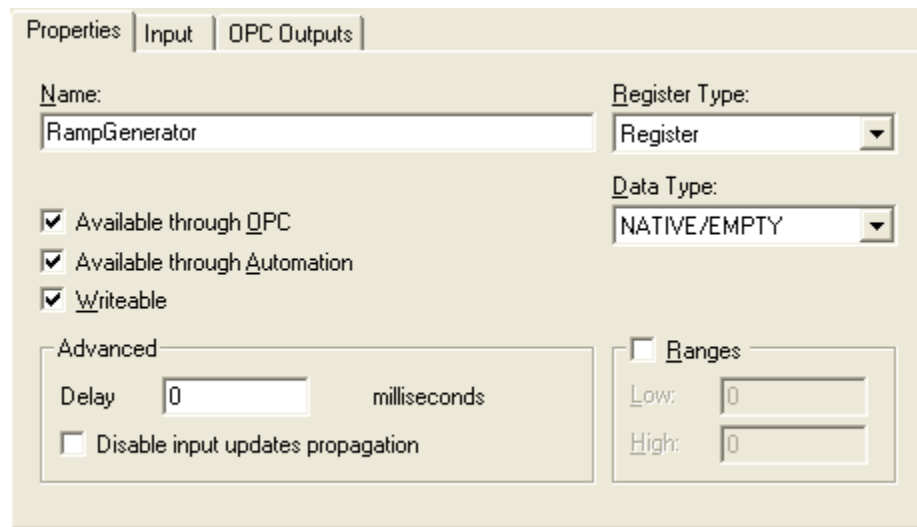 Properties
Input
OPC Outputs
Name:
Register Type:
RampGenerator
Register
Data Type:
Available through OPC
NATIVE/EMPTY
Available through Automation
Writeable
Advanced
Ranges
Delay 0 milliseconds
Low: 0
Disable input updates propagation
High: 0